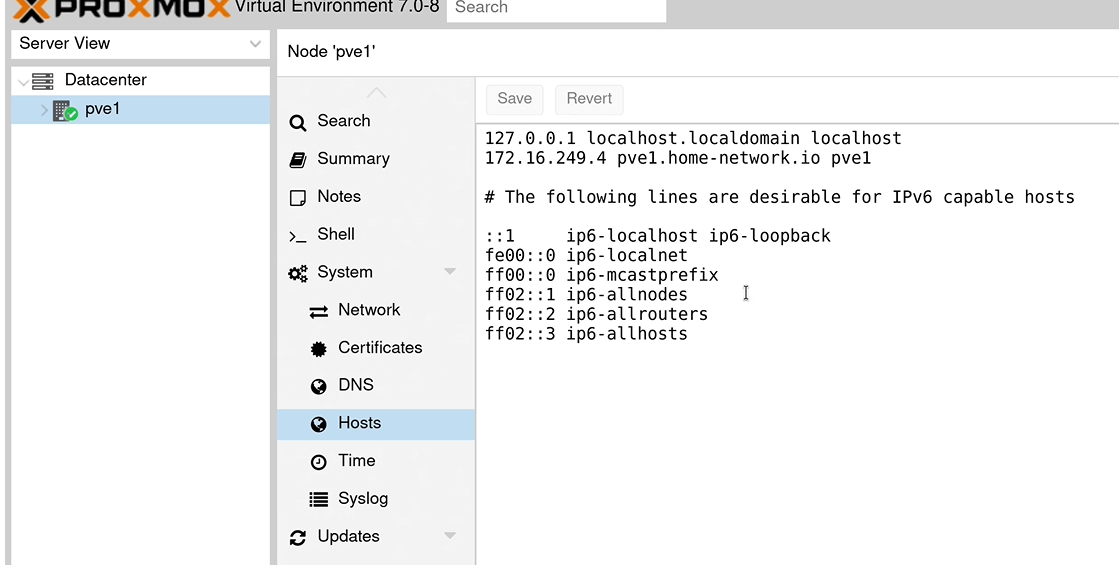 PROXMOX Virtual Environment 7.0-8 Search
Server View
Datacenter
pve1
Node 'pve1'
Search
Summary
Notes
Shell
System
Network
Certificates
DNS
Hosts
Time
Syslog
Updates
Save Revert
127.0.0.1 localhost.localdomain localhost
172.16.249.4 pve1.home-network.io pve1
# The following lines are desirable for IPv6 capable hosts
::1 ip6-localhost ip6-loopback
fe00::0 ip6-localnet
ff00::0 ip6-mcastprefix
ff02::1 ip6-allnodes
ff02::2 ip6-allrouters
ff02::3 ip6-allhosts